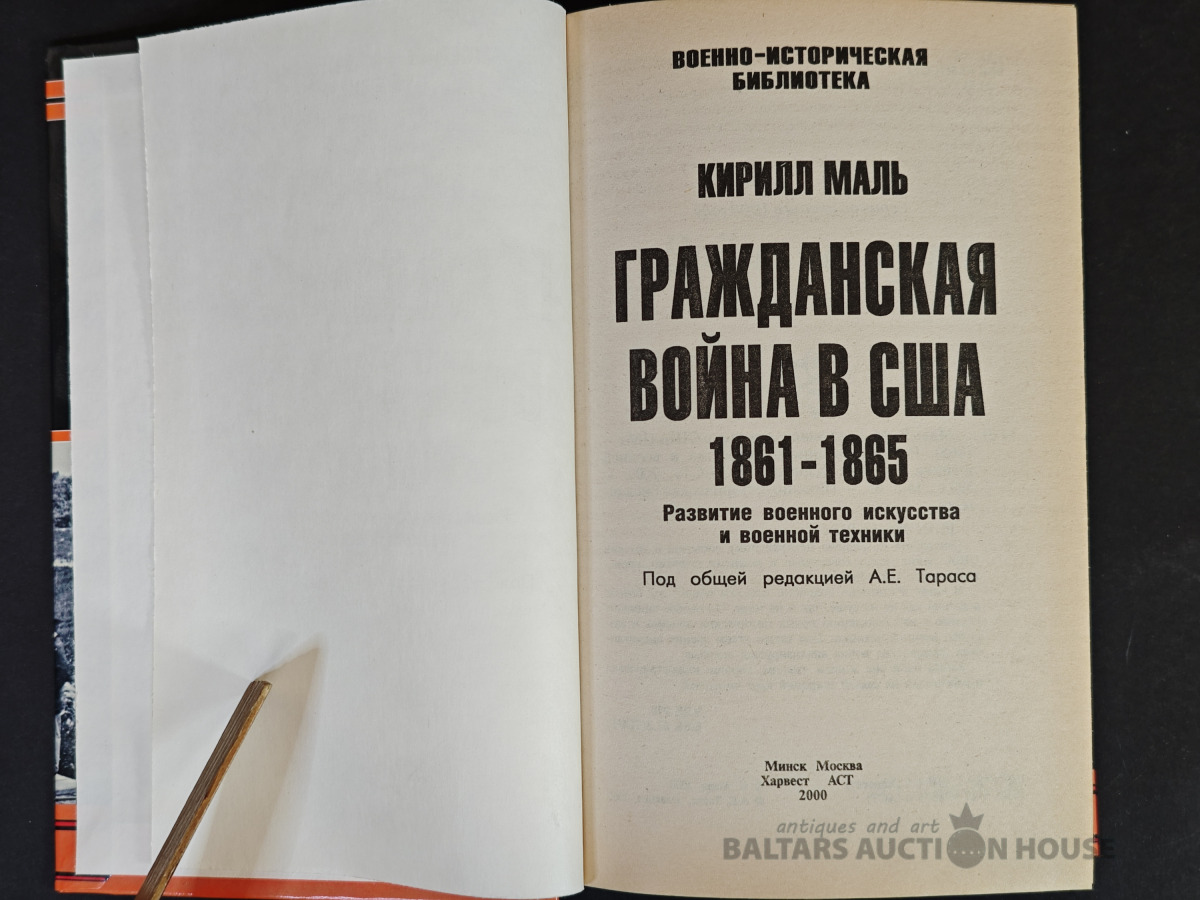 ВОЕННО-ИСТОРИЧЕСКАЯ
БИБЛИОТЕКА
КИРИЛЛ МАЛЬ
ГРАЖДАНСКАЯ
ВОЙНА В США
1861-1865
Развитие военного искусства
и военной техники
Под общей редакцией А.Е. Тараса
Минск Москва
Харвест АСТ
2000
antiques and art
BALTARS AUCTION HOUSE